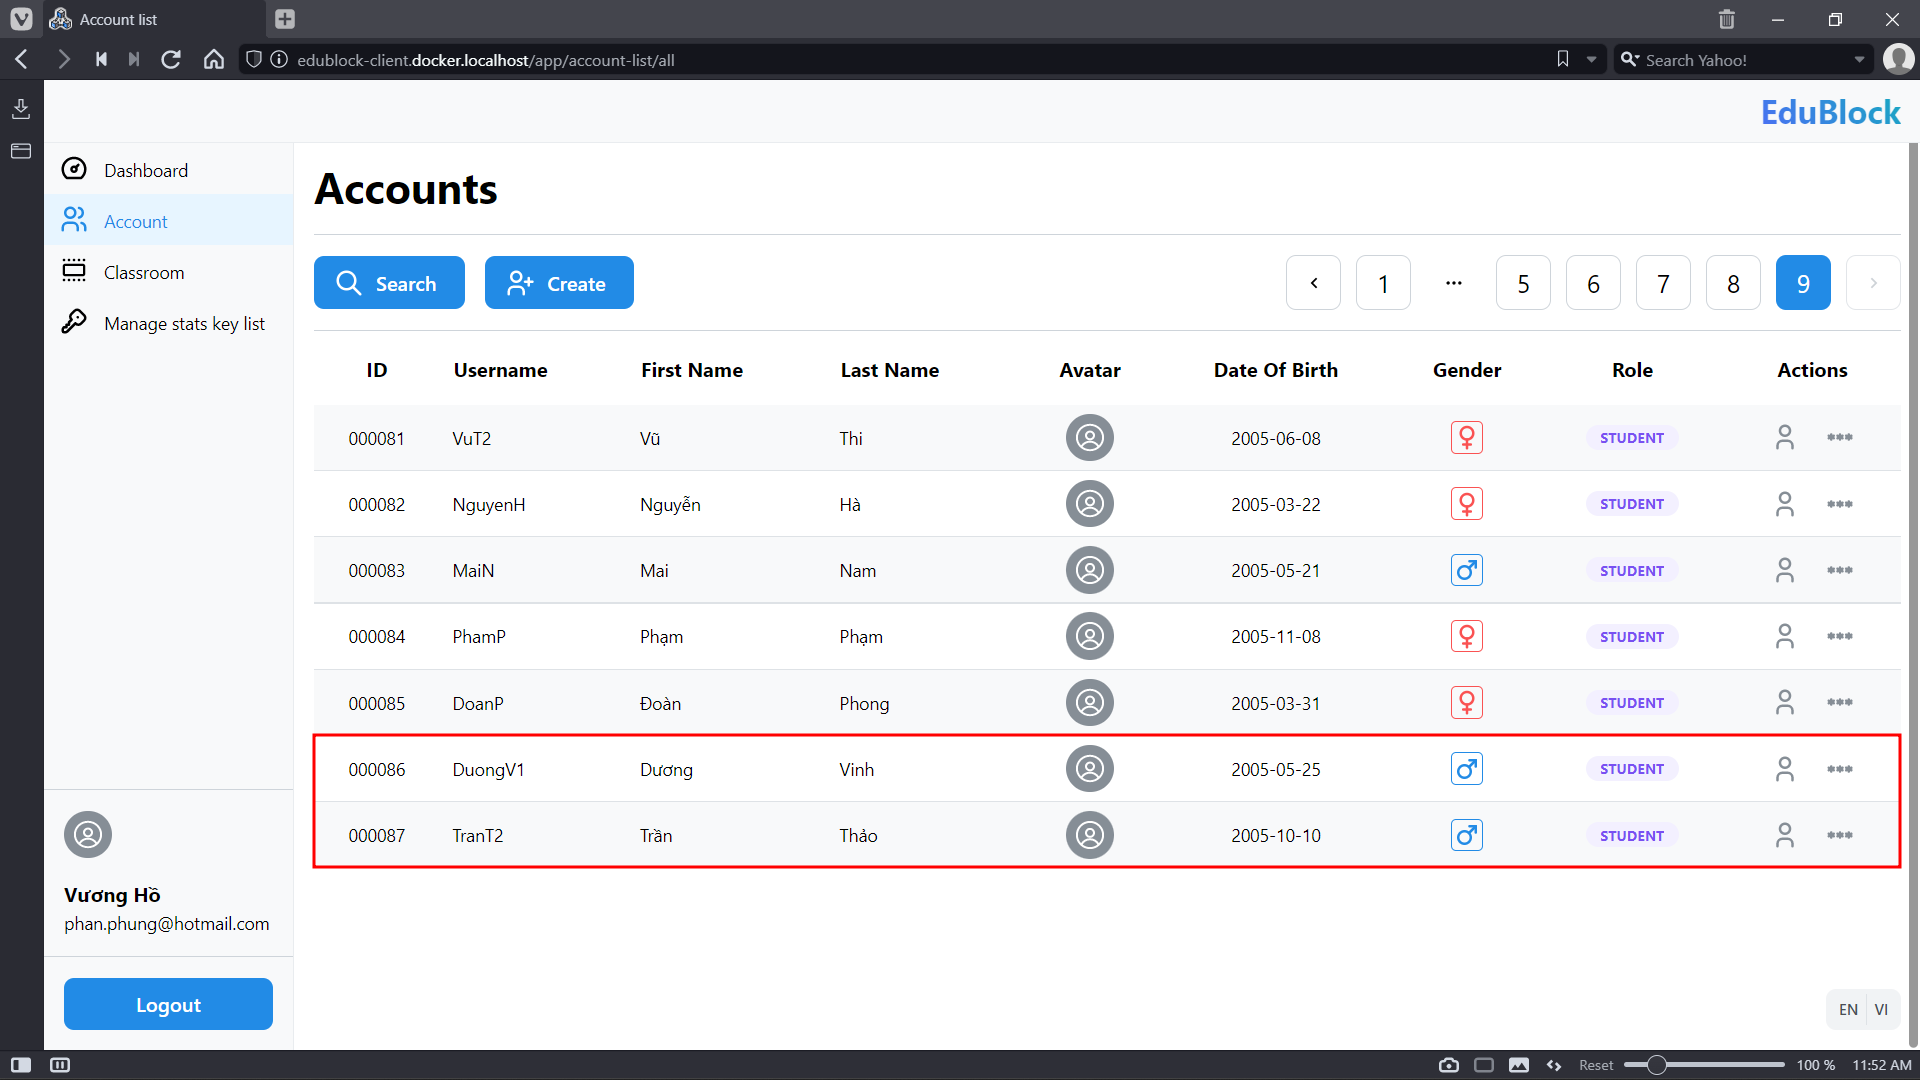 Account list
edublock-client.docker.localhost/app/account-list/all
Search Yahoo!
EduBlock
Dashboard
Account
Classroom
Manage stats key list
Accounts
Search
Create
1
...
5
6
7
8
9
ID Username First Name Last Name Avatar Date Of Birth Gender Role Actions
000081 VuT2 Vũ Thi 2005-06-08 STUDENT
000082 NguyenH Nguyễn Hà 2005-03-22 STUDENT
000083 MaiN Mai Nam 2005-05-21 STUDENT
000084 PhamP Phạm Phạm 2005-11-08 STUDENT
000085 DoanP Đoàn Phong 2005-03-31 STUDENT
000086 DuongV1 Dương Vinh 2005-05-25 STUDENT
000087 TranT2 Trần Thảo 2005-10-10 STUDENT
Vương Hồ
phan.phung@hotmail.com
Logout
EN VI
Reset 100 % 11:52 AM